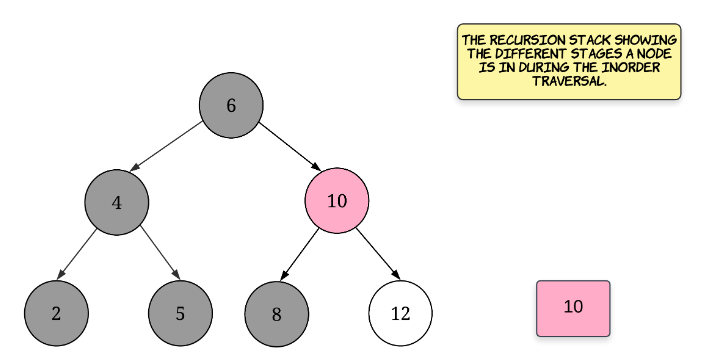 THE RECURSION STACK SHOWING
THE DIFFERENT STAGES A NODE
IS IN DURING THE INORDER
TRAVERSAL.
6
4
10
2
5
8
12
10